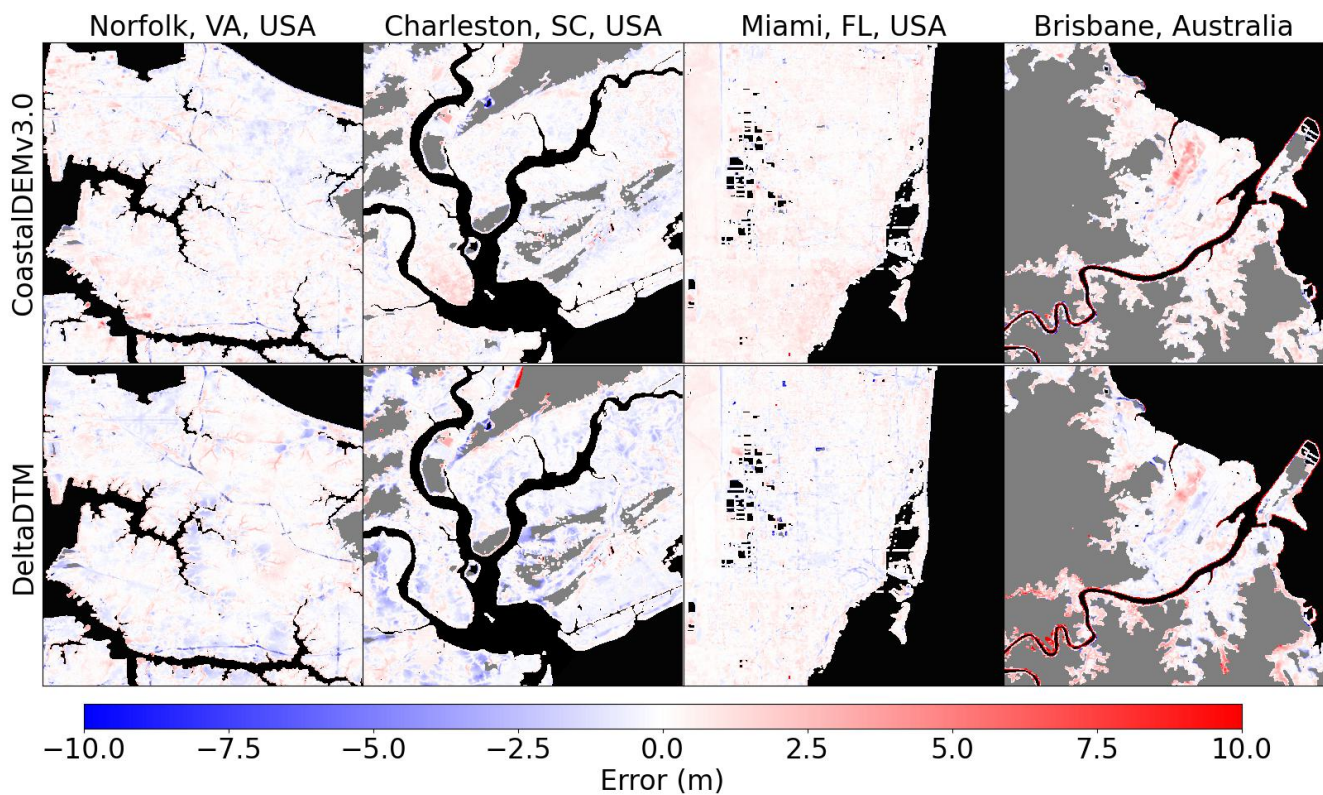 Norfolk, VA, USA
Charleston, SC, USA
Miami, FL, USA
Brisbane, Australia
CoastalDEMv3.0
DeltaDTM
−10.0
−7.5
−5.0
−2.5
0.0
2.5
5.0
7.5
10.0
Error (m)